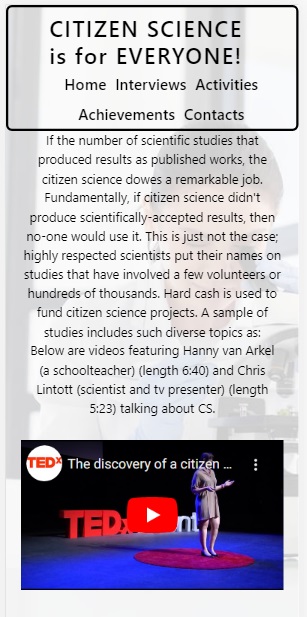 CITIZEN SCIENCE
is for EVERYONE!
Home Interviews Activities
Achievements Contacts
If the number of scientific studies that
produced results as published works, the
citizen science dowes a remarkable job.
Fundamentally, if citizen science didn't
produce scientifically-accepted results, then
no-one would use it. This is just not the case;
highly respected scientists put their names on
studies that have involved a few volunteers or
hundreds of thousands. Hard cash is used to
fund citizen science projects. A sample of
studies includes such diverse topics as:
Below are videos featuring Hanny van Arkel
(a schoolteacher) (length 6:40) and Chris
Lintott (scientist and tv presenter) (length
5:23) talking about CS.
TEDx The discovery of a citizen ...
TEDx